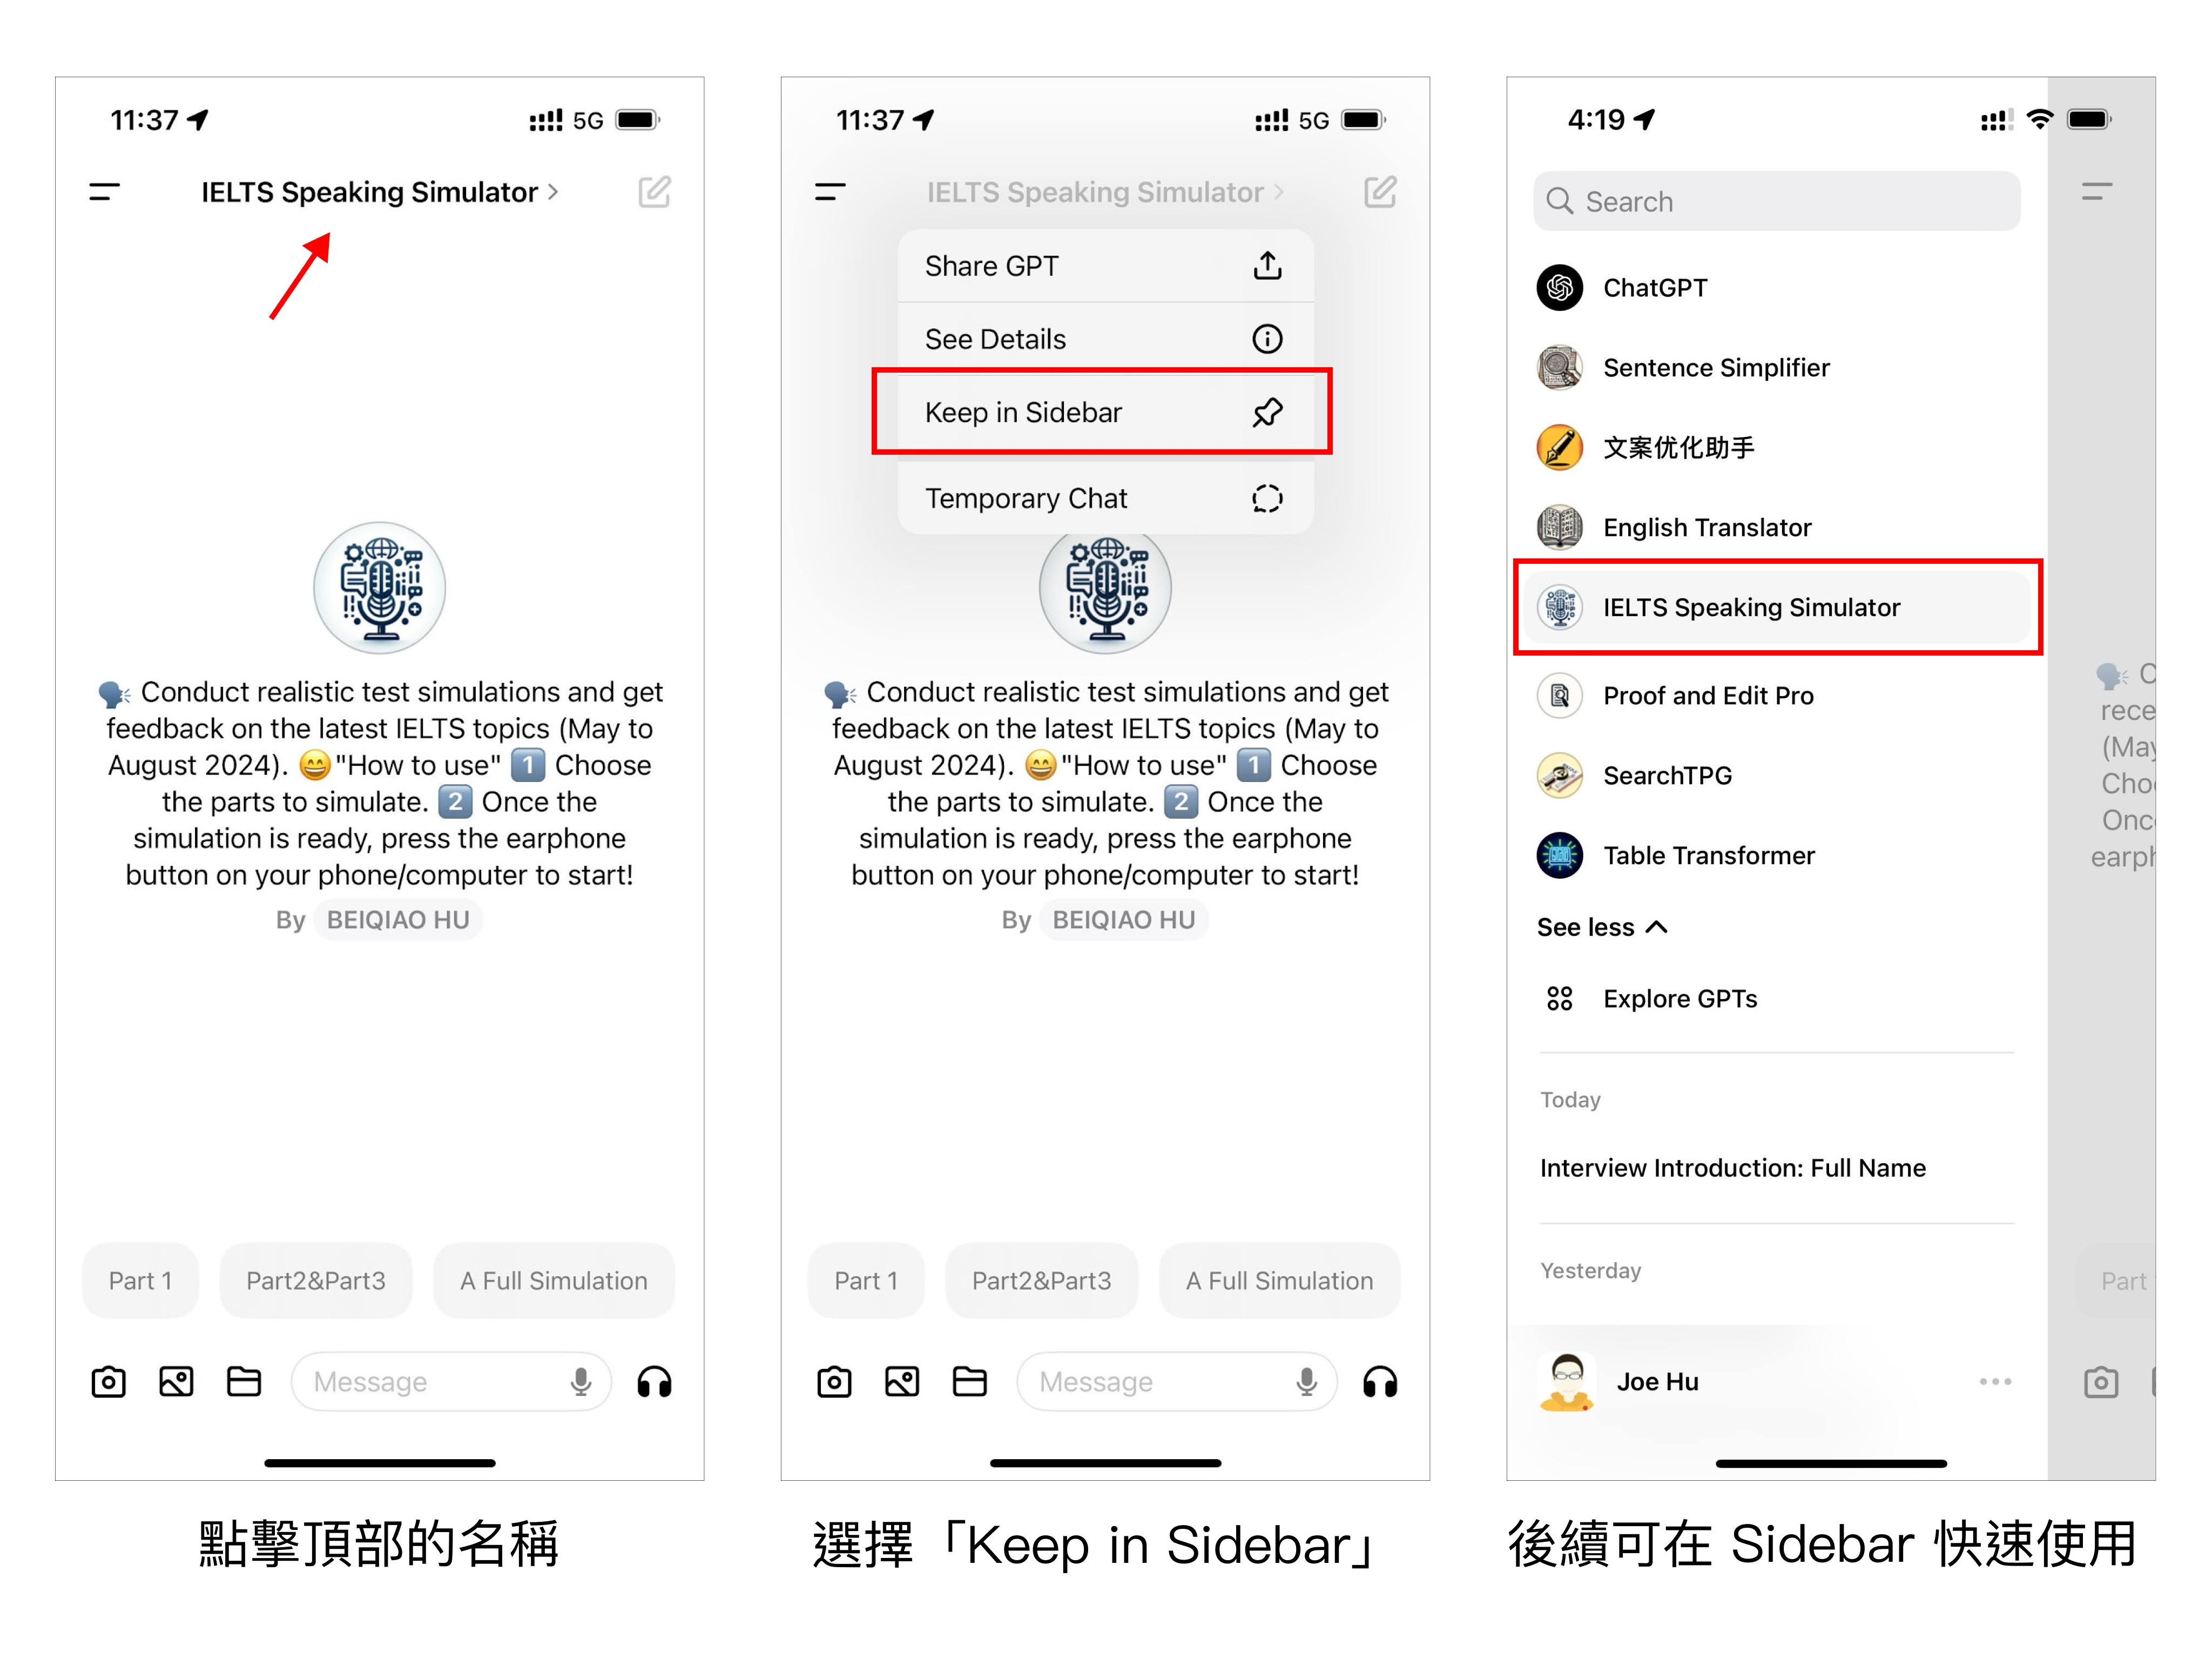 11:37
5G
IELTS Speaking Simulator >
🗣️ Conduct realistic test simulations and get
feedback on the latest IELTS topics (May to
August 2024). 😄"How to use" 1️⃣ Choose
the parts to simulate. 2️⃣ Once the
simulation is ready, press the earphone
button on your phone/computer to start!
By BEIQIAO HU
Part 1
Part2&Part3
A Full Simulation
Message
點擊頂部的名稱
11:37
5G
IELTS Speaking Simulator >
Share GPT
See Details
Keep in Sidebar
Temporary Chat
🗣️ Conduct realistic test simulations and get
feedback on the latest IELTS topics (May to
August 2024). 😄"How to use" 1️⃣ Choose
the parts to simulate. 2️⃣ Once the
simulation is ready, press the earphone
button on your phone/computer to start!
By BEIQIAO HU
Part 1
Part2&Part3
A Full Simulation
Message
選擇「Keep in Sidebar」
4:19
Search
ChatGPT
Sentence Simplifier
文案优化助手
English Translator
IELTS Speaking Simulator
Proof and Edit Pro
SearchTPG
Table Transformer
See less
Explore GPTs
Today
Interview Introduction: Full Name
Yesterday
Joe Hu
🗣️ C
rece
(May
Choo
Onc
earph
Part
後續可在 Sidebar 快速使用